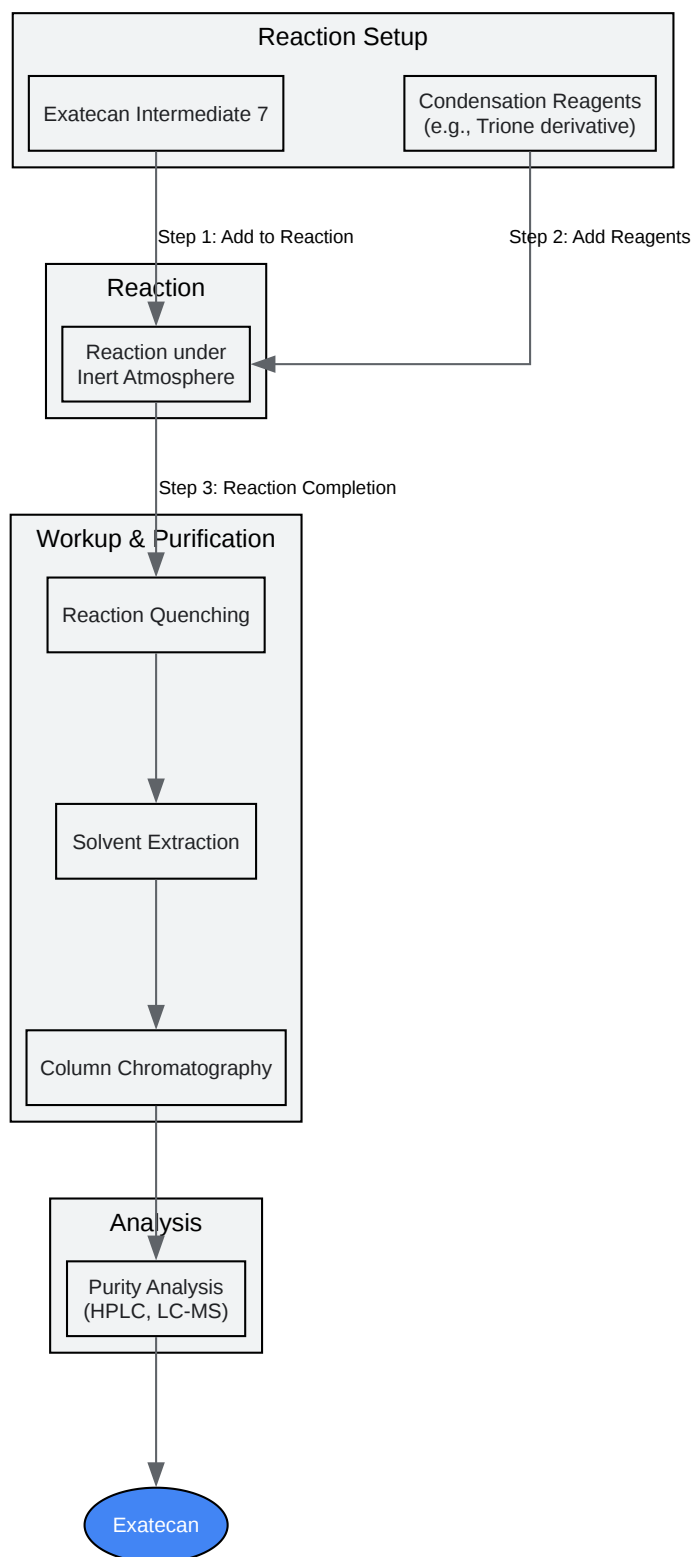 Reaction Setup
Exatecan Intermediate 7
Condensation Reagents
(e.g., Trione derivative)
Step 1: Add to Reaction
Step 2: Add Reagents
Reaction
Reaction under
Inert Atmosphere
Step 3: Reaction Completion
Workup & Purification
Reaction Quenching
Solvent Extraction
Column Chromatography
Analysis
Purity Analysis
(HPLC, LC-MS)
Exatecan